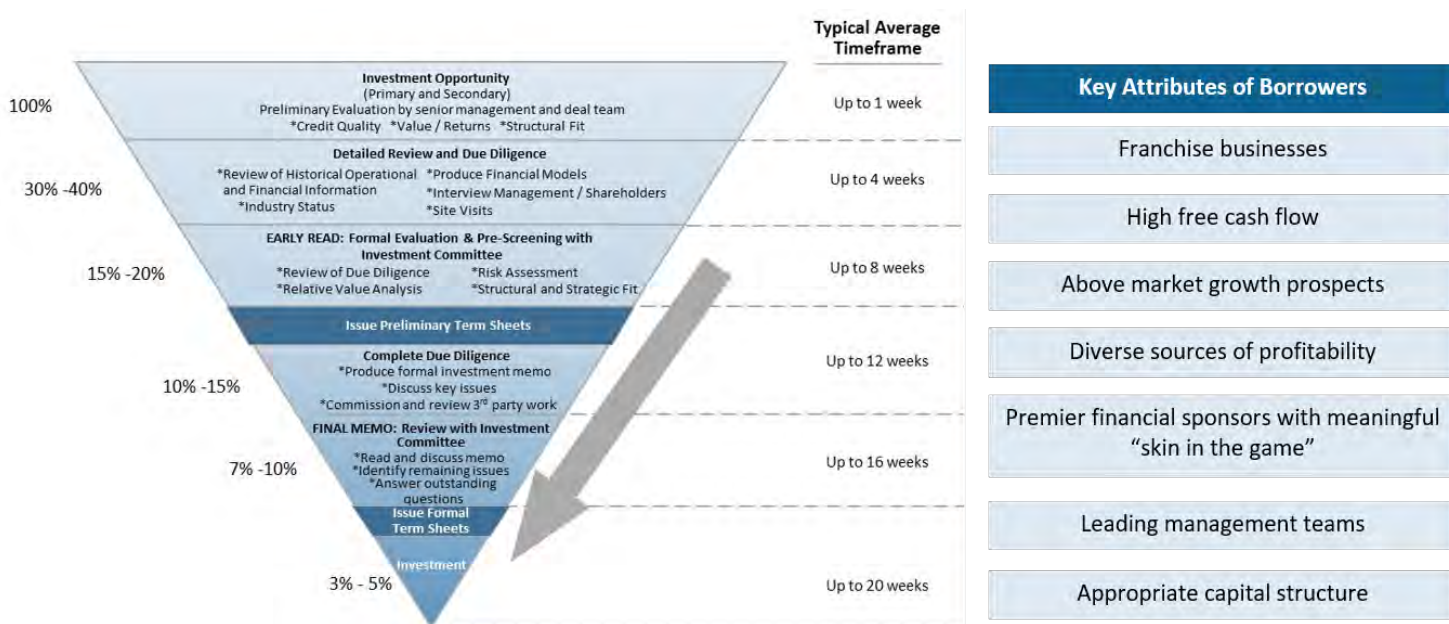 Typical Average
Timeframe
Investment Opportunity
(Primary and Secondary)
Preliminary Evaluation by senior management and deal team
*Credit Quality *Value / Returns *Structural Fit
100%
Up to 1 week
Detailed Review and Due Diligence
*Review of Historical Operational
and Financial Information
*Industry Status
*Produce Financial Models
*Interview Management / Shareholders
*Site Visits
30% -40%
Up to 4 weeks
EARLY READ: Formal Evaluation & Pre-Screening with
Investment Committee
*Review of Due Diligence
*Relative Value Analysis
*Risk Assessment
*Structural and Strategic Fit
15% -20%
Up to 8 weeks
Issue Preliminary Term Sheets
Complete Due Diligence
*Produce formal investment memo
*Discuss key issues
*Commission and review 3rd party work
10% -15%
Up to 12 weeks
FINAL MEMO: Review with Investment
Committee
*Read and discuss memo
*Identify remaining issues
*Answer outstanding
questions
7% -10%
Up to 16 weeks
Issue Formal
Term Sheets
Investment
3% - 5%
Up to 20 weeks
Key Attributes of Borrowers
Franchise businesses
High free cash flow
Above market growth prospects
Diverse sources of profitability
Premier financial sponsors with meaningful
“skin in the game”
Leading management teams
Appropriate capital structure